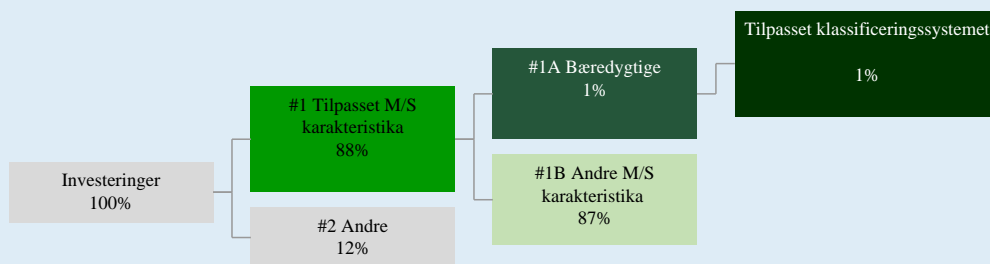 Investeringer
100%
#1 Tilpasset M/S
karakteristika
88%
#2 Andre
12%
#1A Bæredygtige
1%
#1B Andre M/S
karakteristika
87%
Tilpasset klassificeringssystemet
1%